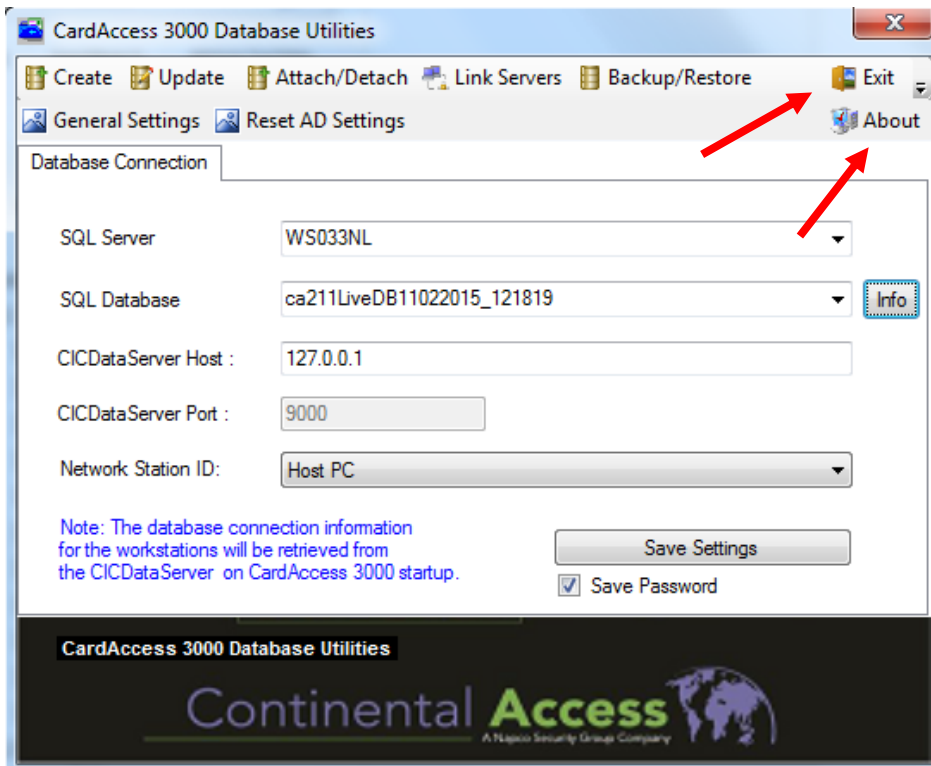 CardAccess 3000 Database Utilities
X
Create Update Attach/Detach Link Servers Backup/Restore Exit
General Settings Reset AD Settings About
Database Connection
SQL Server WS033NL
SQL Database ca211LiveDB11022015_121819 Info
CICDataServer Host : 127.0.0.1
CICDataServer Port : 9000
Network Station ID: Host PC
Note: The database connection information
for the workstations will be retrieved from
the CICDataServer on CardAccess 3000 startup.
Save Settings
Save Password
CardAccess 3000 Database Utilities
Continental Access
A Napco Security Group Company